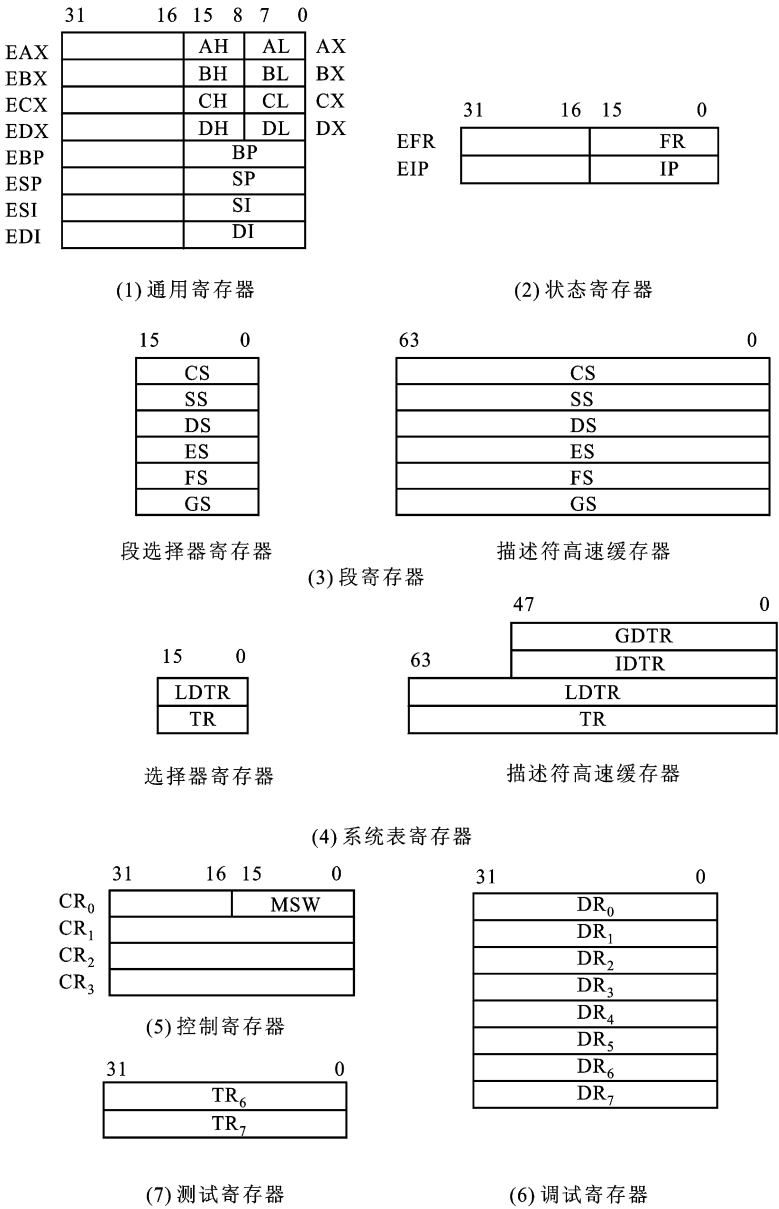 31 16 15 8 7 0
EAX AH AL AX
EBX BH BL BX
ECX CH CL CX
EDX DH DL DX
EBP BP
ESP SP
ESI SI
EDI DI
(1)通用寄存器
31 16 15 0
EFR FR
EIP IP
(2)状态寄存器
15 0
CS
SS
DS
ES
FS
GS
段选择器寄存器
63 0
CS
SS
DS
ES
FS
GS
描述符高速缓存器
(3)段寄存器
15 0
LDTR
TR
选择器寄存器
47 0
GDTR
IDTR
63
LDTR
TR
描述符高速缓存器
(4)系统表寄存器
31 16 15 0
CR₀ MSW
CR₁
CR₂
CR₃
(5)控制寄存器
31 0
DR₀
DR₁
DR₂
DR₃
DR₄
DR₅
DR₆
DR₇
(6)调试寄存器
31 0
TR₆
TR₇
(7)测试寄存器